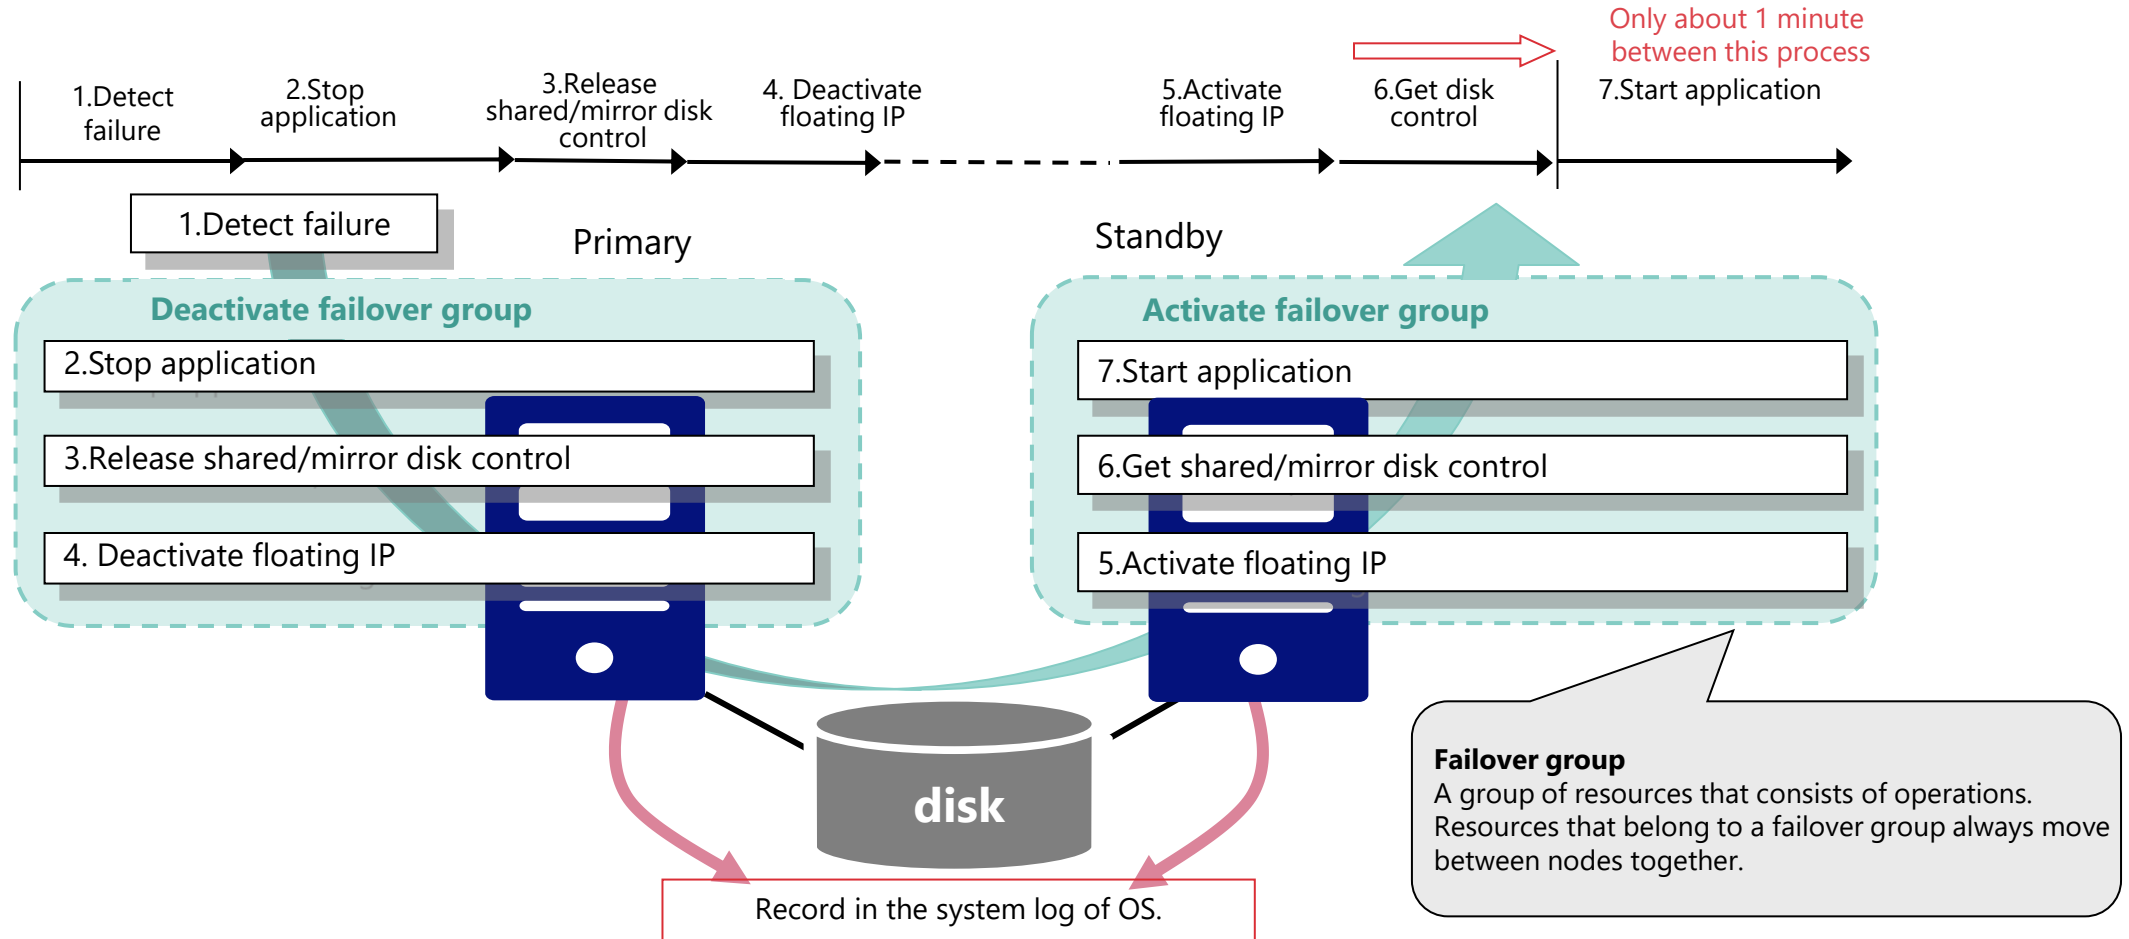 Only about 1 minute
between this process
1.Detect
failure
2.Stop
application
3.Release
shared/mirror disk
control
4. Deactivate
floating IP
5.Activate
floating IP
6.Get disk
control
7.Start application
1.Detect failure
Primary
Standby
Deactivate failover group
2.Stop application
3.Release shared/mirror disk control
4. Deactivate floating IP
Activate failover group
7.Start application
6.Get shared/mirror disk control
5.Activate floating IP
disk
Failover group
A group of resources that consists of operations.
Resources that belong to a failover group always move
between nodes together.
Record in the system log of OS.